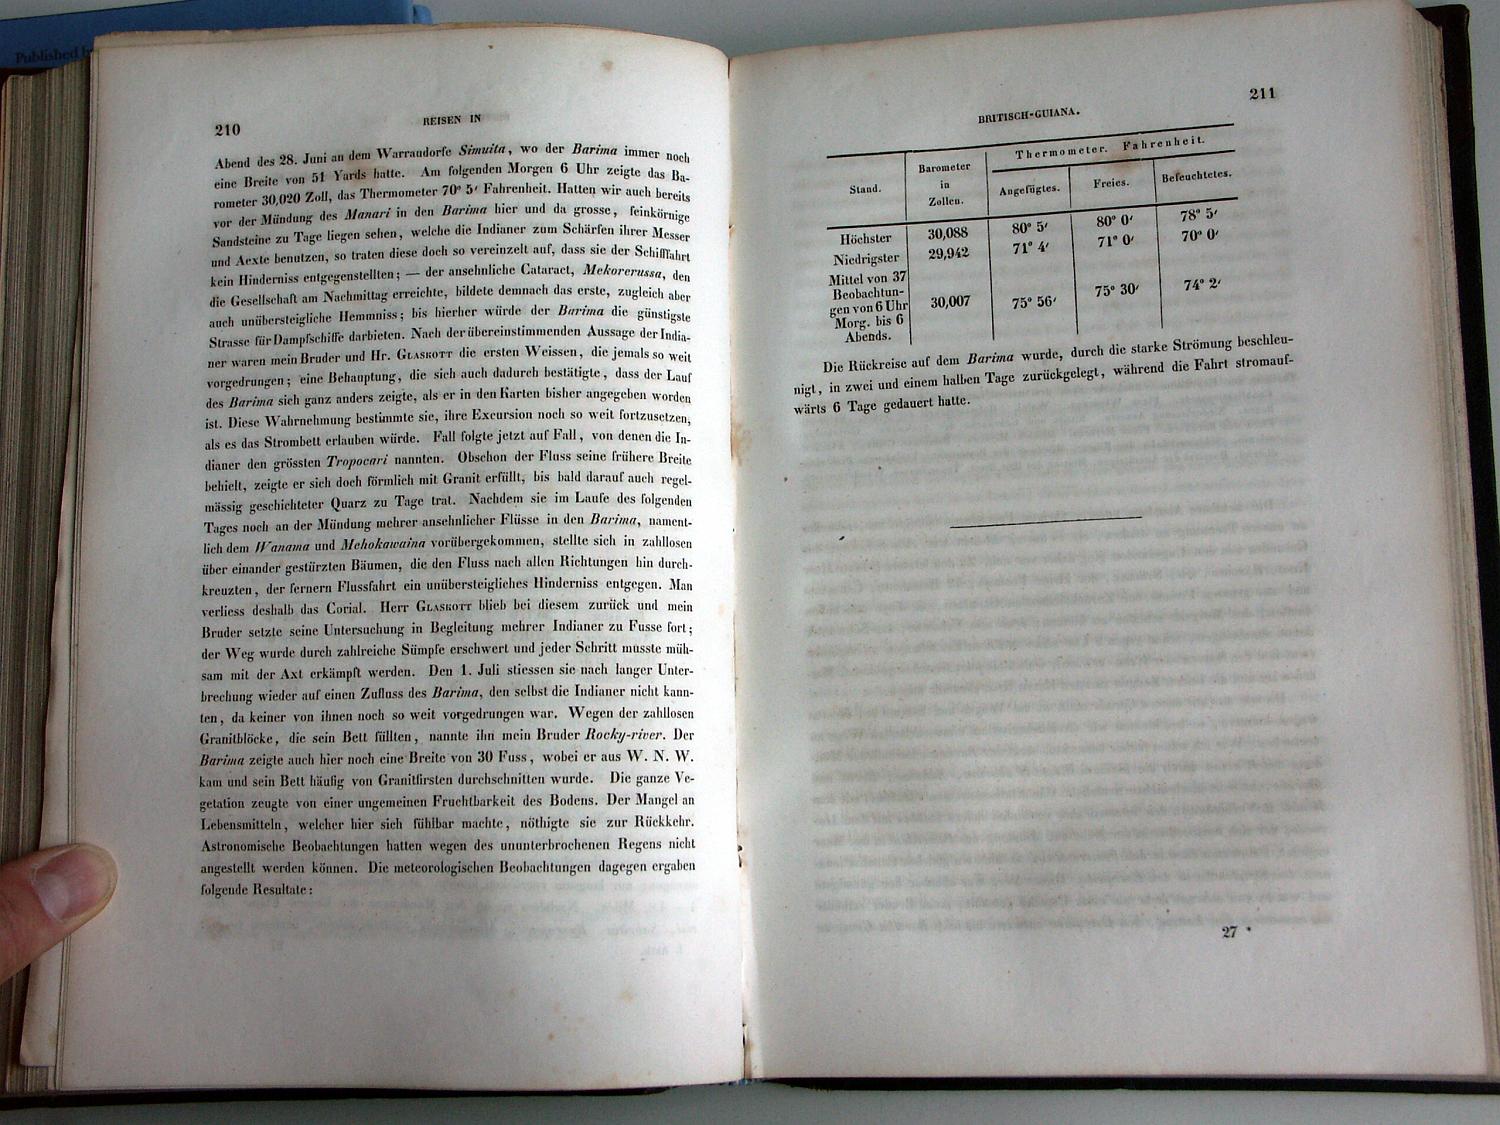 Published
210
REISEN IN
Abend des 28. Juni an dem Warraudorfe Simuita, wo der Barima immer noch
eine Breite von 51 Yards hatte. Am folgenden Morgen 6 Uhr zeigte das Ba-
rometer 30,020 Zoll, das Thermometer 70° 5′ Fahrenheit. Hatten wir auch bereits
vor der Mündung des Manari in den Barima hier und da grosse, feinkörnige
Sandsteine zu Tage liegen sehen, welche die Indianer zum Schärfen ihrer Messer
und Aexte benutzen, so traten diese doch so vereinzelt auf, dass sie der Schifffahrt
kein Hinderniss entgegenstellten; — der ansehnliche Cataract, Mekorerussa, den
die Gesellschaft am Nachmittag erreichte, bildete demnach das erste, zugleich aber
auch unübersteigliche Hemmniss; bis hierher würde der Barima die günstigste
Strasse für Dampfschiffe darbieten. Nach der übereinstimmenden Aussage der India-
ner waren mein Bruder und Hr. GLASKOTT die ersten Weissen, die jemals so weit
vorgedrungen; eine Behauptung, die sich auch dadurch bestätigte, dass der Lauf
des Barima sich ganz anders zeigte, als er in den Karten bisher angegeben worden
ist. Diese Wahrnehmung bestimmte sie, ihre Excursion noch so weit fortzusetzen,
als es das Strombett erlauben würde. Fall folgte jetzt auf Fall, von denen die In-
dianer den grössten Tropocari nannten. Obschon der Fluss seine frühere Breite
behielt, zeigte er sich doch förmlich mit Granit erfüllt, bis bald darauf auch regel-
mässig geschichteter Quarz zu Tage trat. Nachdem sie im Laufe des folgenden
Tages noch an der Mündung mehrer ansehnlicher Flüsse in den Barima, nament-
lich dem Wanama und Mehokawaina vorübergekommen, stellte sich in zahllosen
über einander gestürzten Bäumen, die den Fluss nach allen Richtungen hin durch-
kreuzten, der fernern Flussfahrt ein unübersteigliches Hinderniss entgegen. Man
verliess deshalb das Corial. Herr GLASKOTT blieb bei diesem zurück und mein
Bruder setzte seine Untersuchung in Begleitung mehrer Indianer zu Fusse fort;
der Weg wurde durch zahlreiche Sümpfe erschwert und jeder Schritt musste müh-
sam mit der Axt erkämpft werden. Den 1. Juli stiessen sie nach langer Unter-
brechung wieder auf einen Zufluss des Barima, den selbst die Indianer nicht kann-
ten, da keiner von ihnen noch so weit vorgedrungen war. Wegen der zahllosen
Granitblöcke, die sein Bett füllten, nannte ihn mein Bruder Rocky-river. Der
Barima zeigte auch hier noch eine Breite von 30 Fuss, wobei er aus W. N. W.
kam und sein Bett häufig von Granitfirsten durchschnitten wurde. Die ganze Ve-
getation zeugte von einer ungemeinen Fruchtbarkeit des Bodens. Der Mangel an
Lebensmitteln, welcher hier sich fühlbar machte, nöthigte sie zur Rückkehr.
Astronomische Beobachtungen hatten wegen des ununterbrochenen Regens nicht
angestellt werden können. Die meteorologischen Beobachtungen dagegen ergaben
folgende Resultate:
BRITISCH-GUIANA.
211
Stand.
Barometer
in
Zollen.
Thermometer. Fahrenheit.
Angefügtes. Freies. Befeuchtetes.
Höchster 30,088 80° 5′ 80° 0′ 78° 5′
Niedrigster 29,942 71° 4′ 71° 0′ 70° 0′
Mittel von 37
Beobachtun-
gen von 6 Uhr 30,007 75° 56′ 75° 30′ 74° 2′
Morg. bis 6
Abends.
Die Rückreise auf dem Barima wurde, durch die starke Strömung beschleu-
nigt, in zwei und einem halben Tage zurückgelegt, während die Fahrt stromauf-
wärts 6 Tage gedauert hatte.
27 *